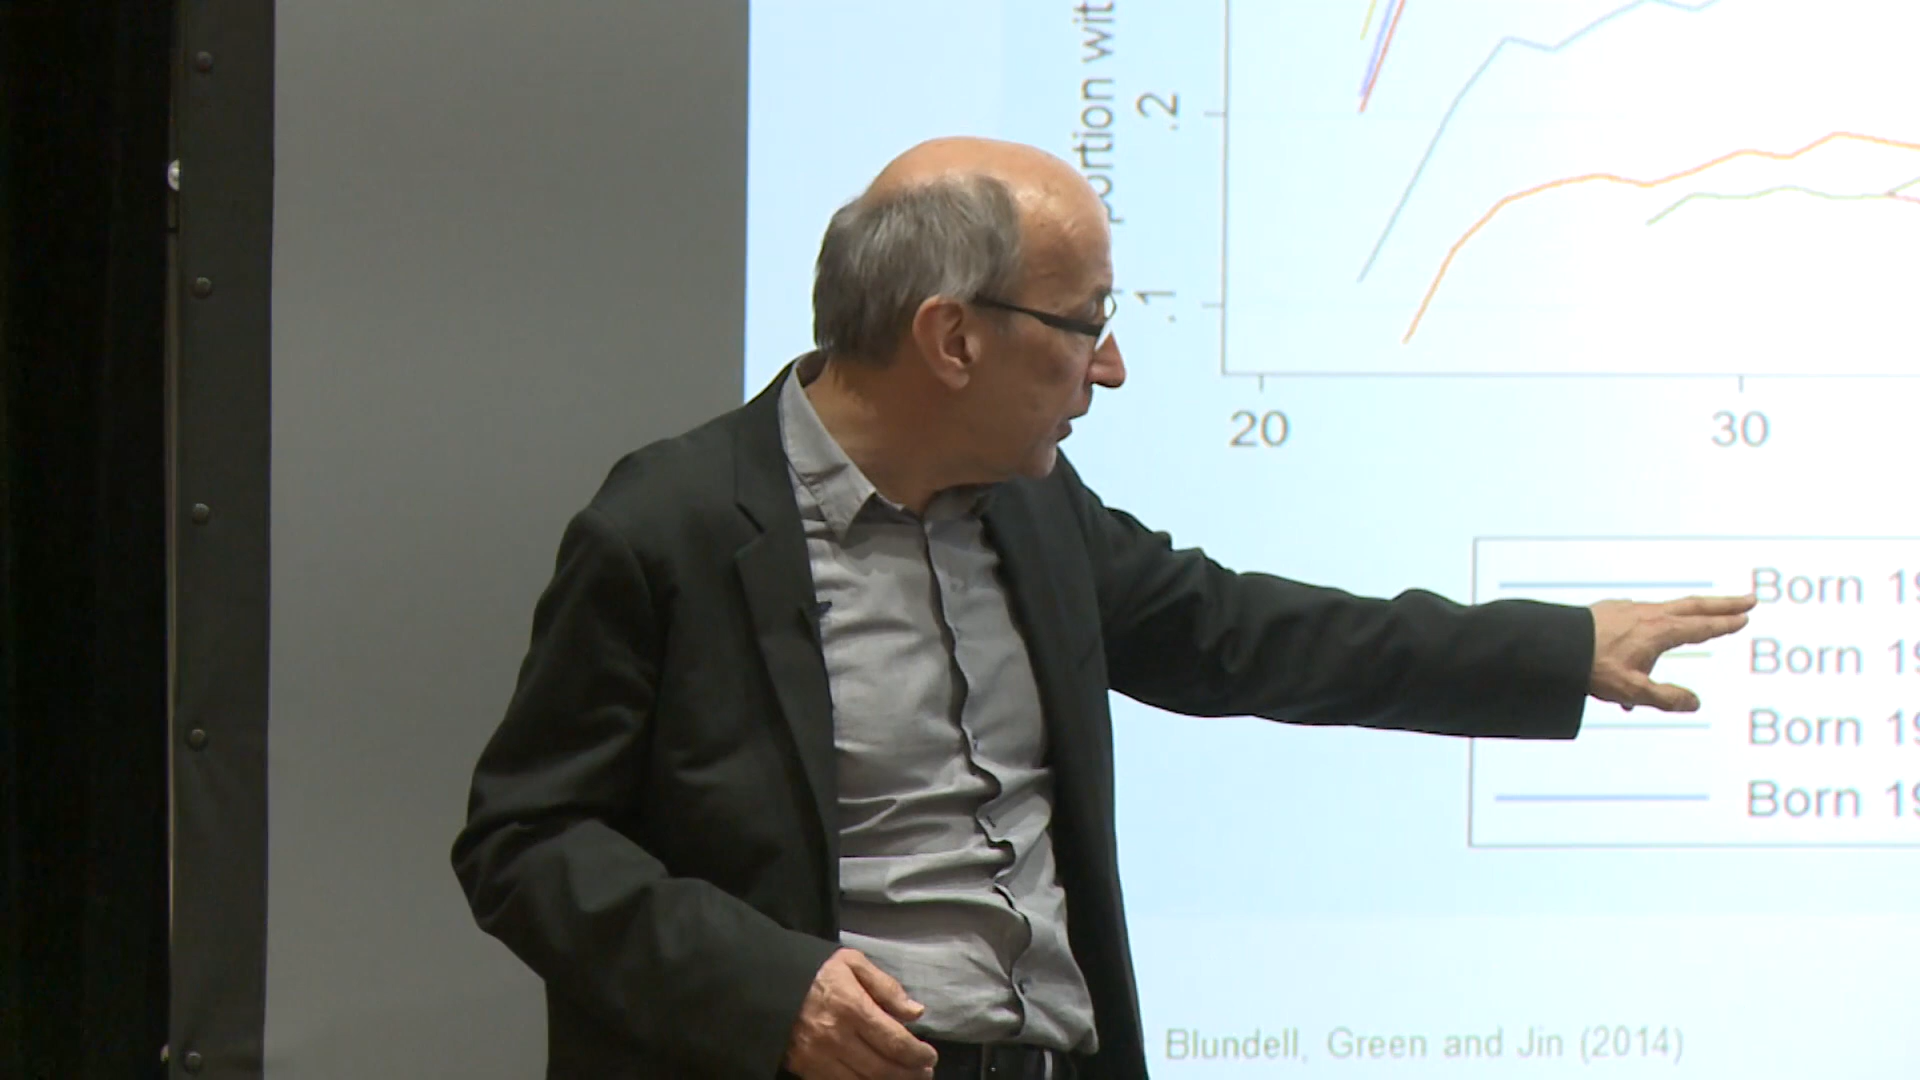 portion wit
.2
.1
20
30
Born 19
Born 19
Born 19
Born 19
Blundell, Green and Jin (2014)